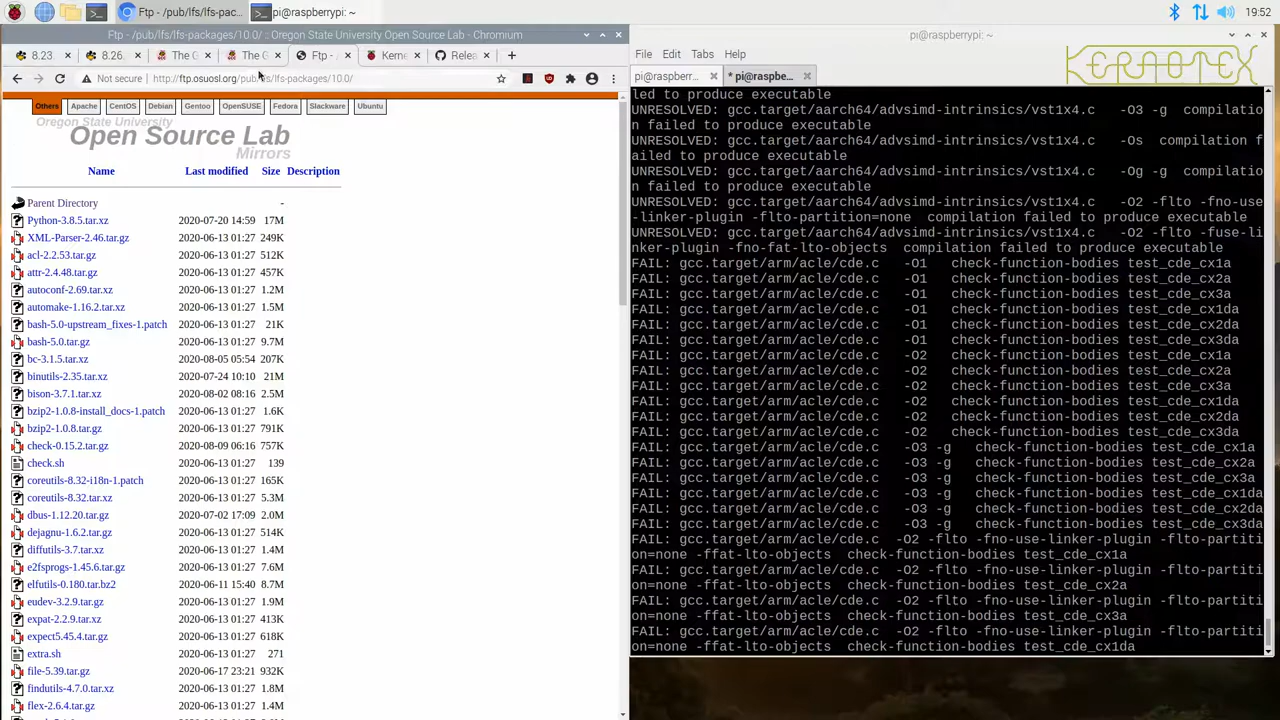 Ftp - /pub/lfs/lfs-pac...
pi@raspberrypi: ~
19:52
Ftp - /pub/lfs/lfs-packages/10.0/ :: Oregon State University Open Source Lab - Chromium
8.23
8.26
The G
The G
Ftp -
Kerne
Relea
Not secure
http://ftp.osuosl.org/pub/lfs/lfs-packages/10.0/
Others
Apache
CentOS
Debian
Gentoo
OpenSUSE
Fedora
Slackware
Ubuntu
Oregon State University
Open Source Lab
Mirrors
Name Last modified Size Description
Parent Directory -
Python-3.8.5.tar.xz 2020-07-20 14:59 17M
XML-Parser-2.46.tar.gz 2020-06-13 01:27 249K
acl-2.2.53.tar.gz 2020-06-13 01:27 512K
attr-2.4.48.tar.gz 2020-06-13 01:27 457K
autoconf-2.69.tar.xz 2020-06-13 01:27 1.2M
automake-1.16.2.tar.xz 2020-06-13 01:27 1.5M
bash-5.0-upstream_fixes-1.patch 2020-06-13 01:27 21K
bash-5.0.tar.gz 2020-06-13 01:27 9.7M
bc-3.1.5.tar.xz 2020-08-05 05:54 207K
binutils-2.35.tar.xz 2020-07-24 10:10 21M
bison-3.7.1.tar.xz 2020-08-02 08:16 2.5M
bzip2-1.0.8-install_docs-1.patch 2020-06-13 01:27 1.6K
bzip2-1.0.8.tar.gz 2020-06-13 01:27 791K
check-0.15.2.tar.gz 2020-08-09 06:16 757K
check.sh 2020-06-13 01:27 139
coreutils-8.32-i18n-1.patch 2020-06-13 01:27 165K
coreutils-8.32.tar.xz 2020-06-13 01:27 5.3M
dbus-1.12.20.tar.gz 2020-07-02 17:09 2.0M
dejagnu-1.6.2.tar.gz 2020-06-13 01:27 514K
diffutils-3.7.tar.xz 2020-06-13 01:27 1.4M
e2fsprogs-1.45.6.tar.gz 2020-06-13 01:27 7.6M
elfutils-0.180.tar.bz2 2020-06-11 15:40 8.7M
eudev-3.2.9.tar.gz 2020-06-13 01:27 1.9M
expat-2.2.9.tar.xz 2020-06-13 01:27 413K
expect5.45.4.tar.gz 2020-06-13 01:27 618K
extra.sh 2020-06-13 01:27 271
file-5.39.tar.gz 2020-06-17 23:21 932K
findutils-4.7.0.tar.xz 2020-06-13 01:27 1.8M
flex-2.6.4.tar.gz 2020-06-13 01:27 1.4M
pi@raspberrypi: ~
File Edit Tabs Help
KEROATEX
pi@raspberr...
* pi@raspbe...
led to produce executable
UNRESOLVED: gcc.target/aarch64/advsimd-intrinsics/vst1x4.c -O3 -g compilatio
n failed to produce executable
UNRESOLVED: gcc.target/aarch64/advsimd-intrinsics/vst1x4.c -Os compilation f
ailed to produce executable
UNRESOLVED: gcc.target/aarch64/advsimd-intrinsics/vst1x4.c -Og -g compilatio
n failed to produce executable
UNRESOLVED: gcc.target/aarch64/advsimd-intrinsics/vst1x4.c -O2 -flto -fno-use
-linker-plugin -flto-partition=none compilation failed to produce executable
UNRESOLVED: gcc.target/aarch64/advsimd-intrinsics/vst1x4.c -O2 -flto -fuse-li
nker-plugin -fno-fat-lto-objects compilation failed to produce executable
FAIL: gcc.target/arm/acle/cde.c -O1 check-function-bodies test_cde_cx1a
FAIL: gcc.target/arm/acle/cde.c -O1 check-function-bodies test_cde_cx2a
FAIL: gcc.target/arm/acle/cde.c -O1 check-function-bodies test_cde_cx3a
FAIL: gcc.target/arm/acle/cde.c -O1 check-function-bodies test_cde_cx1da
FAIL: gcc.target/arm/acle/cde.c -O1 check-function-bodies test_cde_cx2da
FAIL: gcc.target/arm/acle/cde.c -O1 check-function-bodies test_cde_cx3da
FAIL: gcc.target/arm/acle/cde.c -O2 check-function-bodies test_cde_cx1a
FAIL: gcc.target/arm/acle/cde.c -O2 check-function-bodies test_cde_cx2a
FAIL: gcc.target/arm/acle/cde.c -O2 check-function-bodies test_cde_cx3a
FAIL: gcc.target/arm/acle/cde.c -O2 check-function-bodies test_cde_cx1da
FAIL: gcc.target/arm/acle/cde.c -O2 check-function-bodies test_cde_cx2da
FAIL: gcc.target/arm/acle/cde.c -O2 check-function-bodies test_cde_cx3da
FAIL: gcc.target/arm/acle/cde.c -O3 -g check-function-bodies test_cde_cx1a
FAIL: gcc.target/arm/acle/cde.c -O3 -g check-function-bodies test_cde_cx2a
FAIL: gcc.target/arm/acle/cde.c -O3 -g check-function-bodies test_cde_cx3a
FAIL: gcc.target/arm/acle/cde.c -O3 -g check-function-bodies test_cde_cx1da
FAIL: gcc.target/arm/acle/cde.c -O3 -g check-function-bodies test_cde_cx2da
FAIL: gcc.target/arm/acle/cde.c -O3 -g check-function-bodies test_cde_cx3da
FAIL: gcc.target/arm/acle/cde.c -O2 -flto -fno-use-linker-plugin -flto-partiti
on=none -ffat-lto-objects check-function-bodies test_cde_cx1a
FAIL: gcc.target/arm/acle/cde.c -O2 -flto -fno-use-linker-plugin -flto-partiti
on=none -ffat-lto-objects check-function-bodies test_cde_cx2a
FAIL: gcc.target/arm/acle/cde.c -O2 -flto -fno-use-linker-plugin -flto-partiti
on=none -ffat-lto-objects check-function-bodies test_cde_cx3a
FAIL: gcc.target/arm/acle/cde.c -O2 -flto -fno-use-linker-plugin -flto-partiti
on=none -ffat-lto-objects check-function-bodies test_cde_cx1da